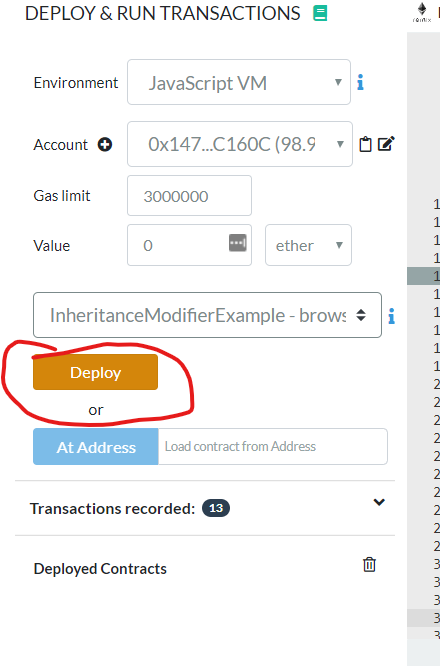 DEPLOY & RUN TRANSACTIONS
Environment JavaScript VM
Account 0x147...C160C (98.9
Gas limit 3000000
Value 0 ether
InheritanceModifierExample - brows
Deploy
or
At Address Load contract from Address
Transactions recorded: 13
Deployed Contracts